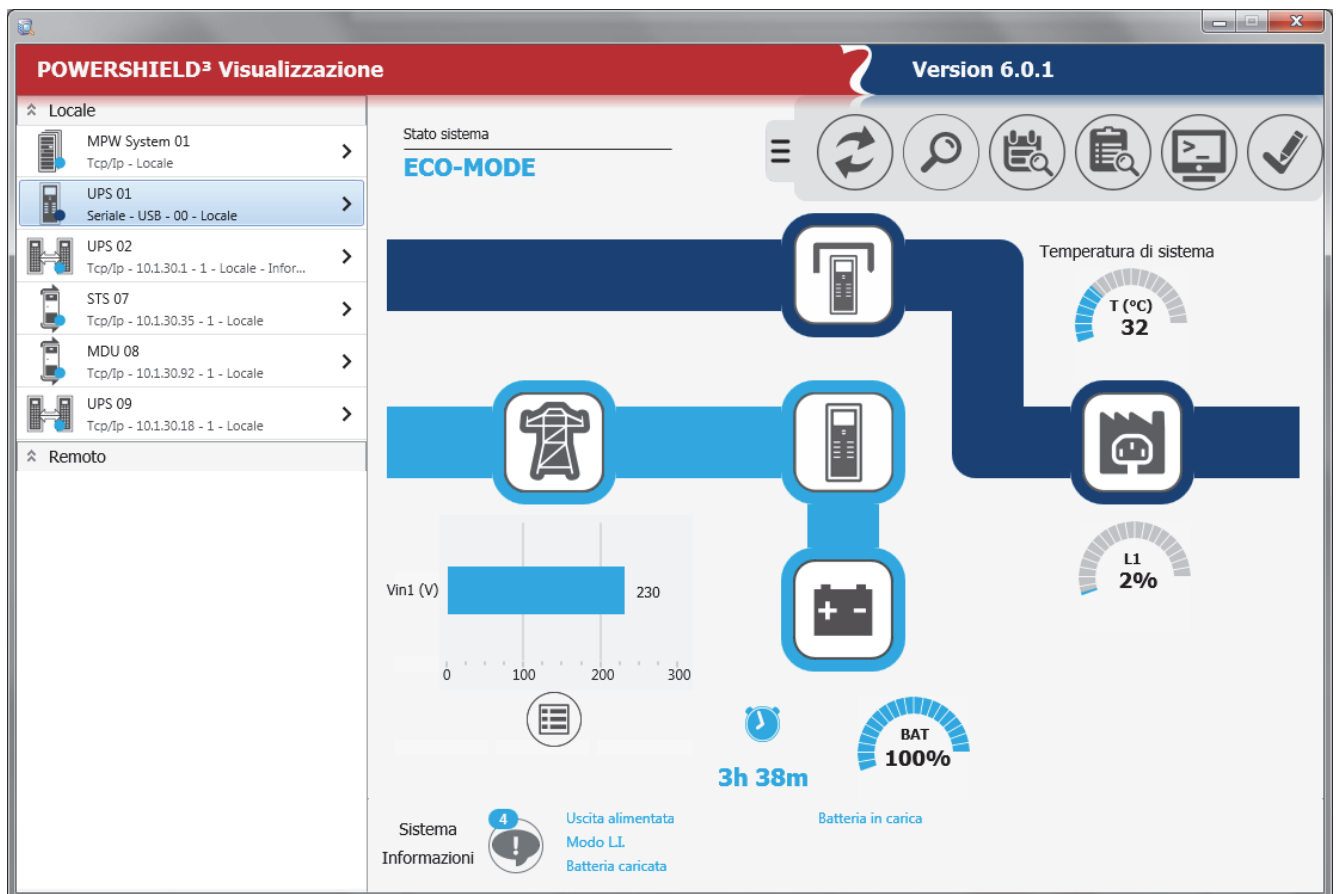 POWERSHIELD³ Visualizzazione
Version 6.0.1
Locale
MPW System 01
Tcp/Ip - Locale
UPS 01
Seriale - USB - 00 - Locale
UPS 02
Tcp/Ip - 10.1.30.1 - 1 - Locale - Infor...
STS 07
Tcp/Ip - 10.1.30.35 - 1 - Locale
MDU 08
Tcp/Ip - 10.1.30.92 - 1 - Locale
UPS 09
Tcp/Ip - 10.1.30.18 - 1 - Locale
Remoto
Stato sistema
ECO-MODE
>_
Temperatura di sistema
T (°C)
32
L1
2%
Vin1 (V)
230
0 100 200 300
+ -
3h 38m
BAT
100%
Sistema
Informazioni
4
!
Uscita alimentata
Modo L.I.
Batteria caricata
Batteria in carica